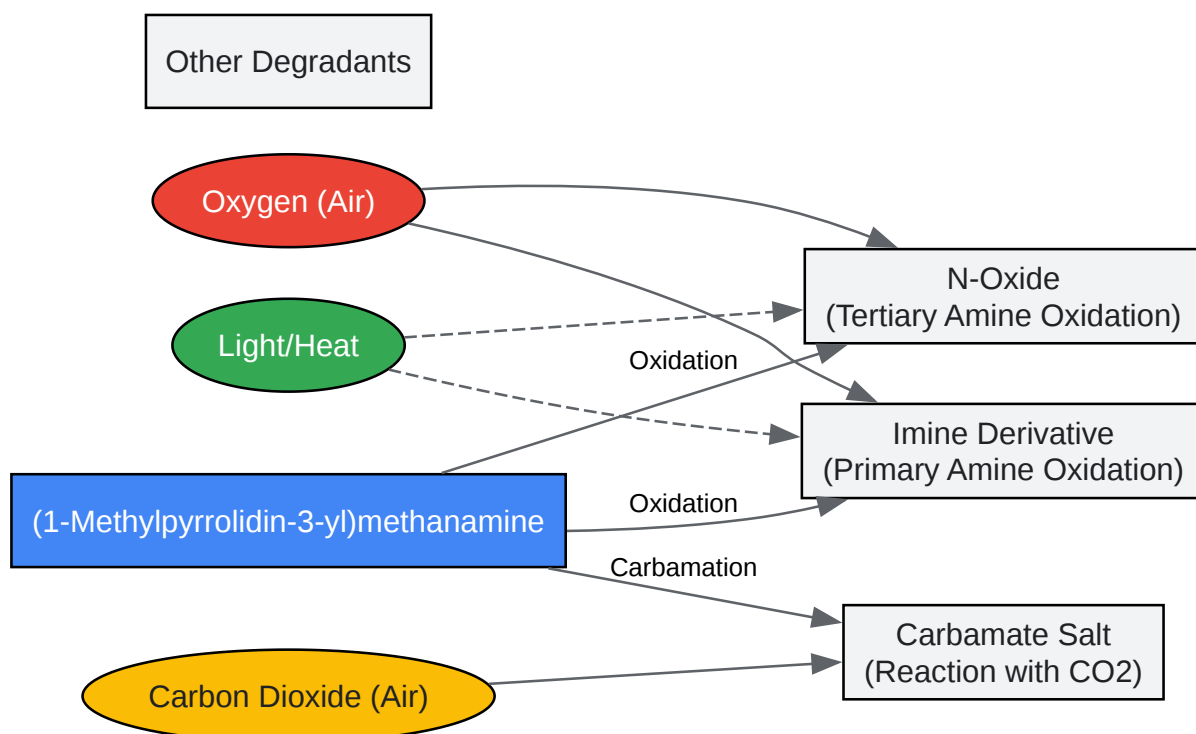 Other Degradants
Oxygen (Air)
N-Oxide
(Tertiary Amine Oxidation)
Light/Heat
Oxidation
Imine Derivative
(Primary Amine Oxidation)
(1-Methylpyrrolidin-3-yl)methanamine
Oxidation
Carbamation
Carbamate Salt
(Reaction with CO2)
Carbon Dioxide (Air)